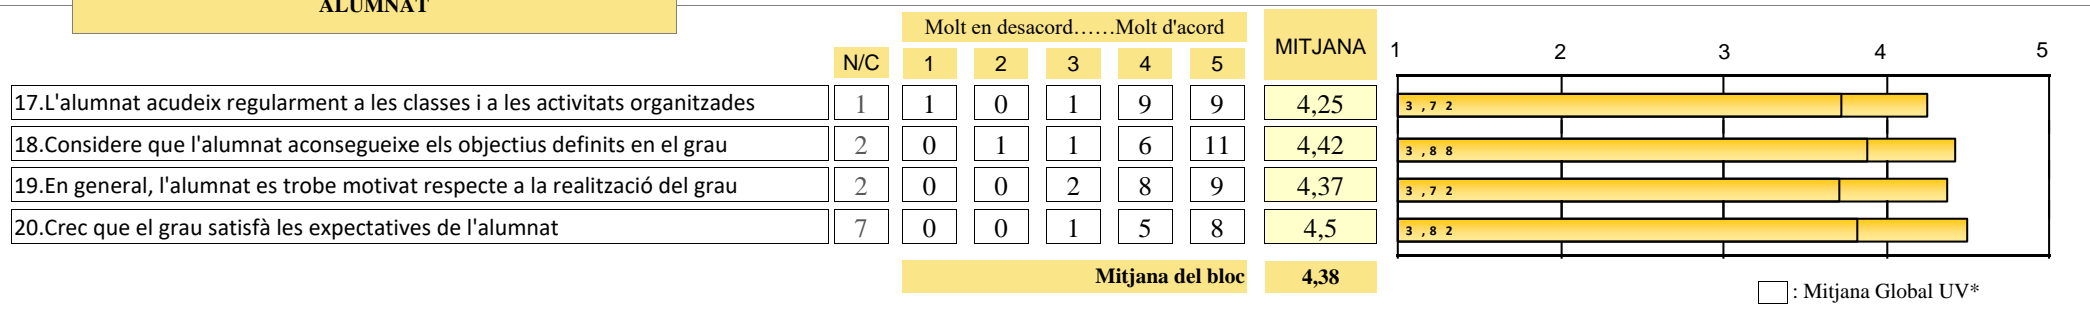 ALUMNAT
Molt en desacord……Molt d'acord
MITJANA
1 2 3 4 5
N/C 1 2 3 4 5
17.L'alumnat acudeix regularment a les classes i a les activitats organitzades 1 1 0 1 9 9 4,25 3,72
18.Considere que l'alumnat aconsegueixe els objectius definits en el grau 2 0 1 1 6 11 4,42 3,88
19.En general, l'alumnat es trobe motivat respecte a la realització del grau 2 0 0 2 8 9 4,37 3,72
20.Crec que el grau satisfà les expectatives de l'alumnat 7 0 0 1 5 8 4,5 3,82
Mitjana del bloc 4,38
: Mitjana Global UV*